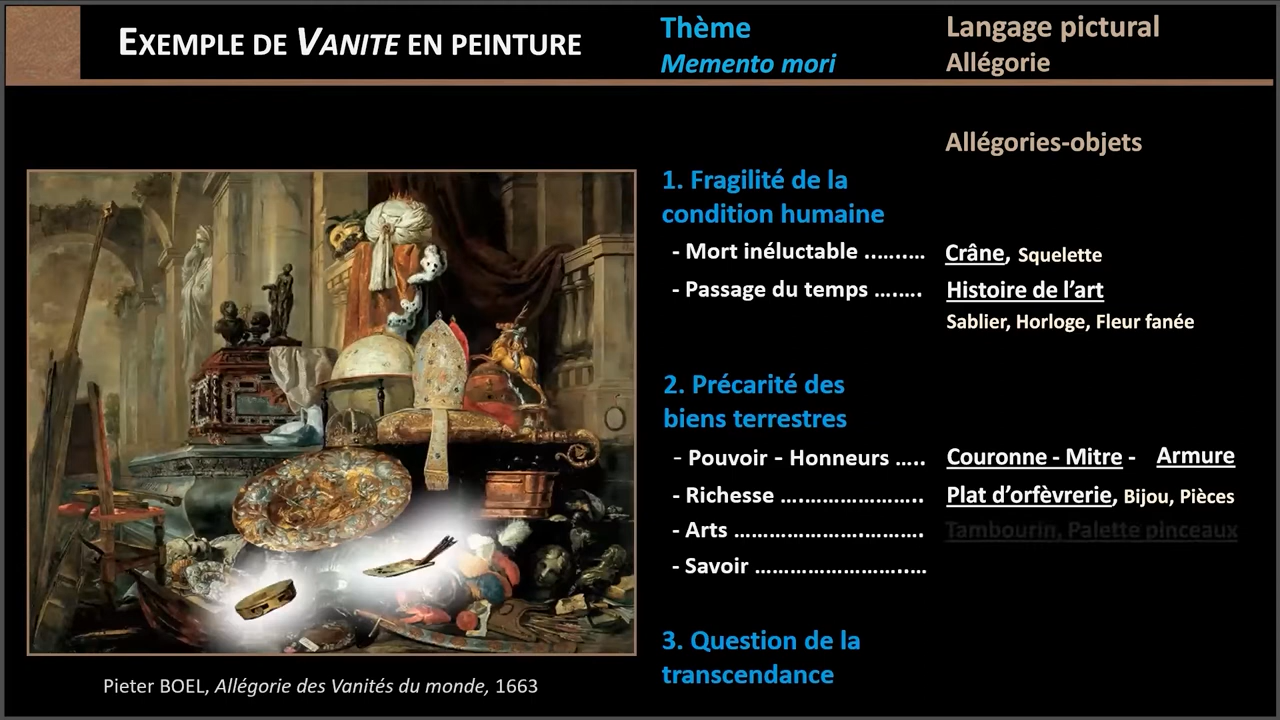 EXEMPLE DE VANITE EN PEINTURE
Thème
Memento mori
Langage pictural
Allégorie
Allégories-objets
1. Fragilité de la
condition humaine
- Mort inéluctable ………. Crâne, Squelette
- Passage du temps …..... Histoire de l’art
Sablier, Horloge, Fleur fanée
2. Précarité des
biens terrestres
- Pouvoir - Honneurs ..... Couronne - Mitre - Armure
- Richesse ………………….. Plat d’orfèvrerie, Bijou, Pièces
- Arts …………………………. Tambourin, Palette pinceaux
- Savoir ……………………..…
3. Question de la
transcendance
Pieter BOEL, Allégorie des Vanités du monde, 1663